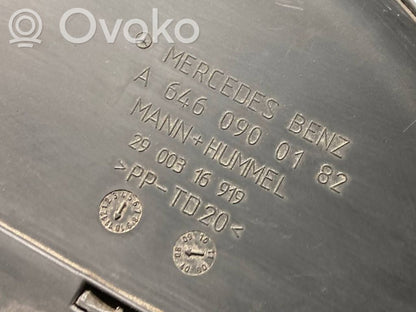 Ovoko
MERCEDES BENZ
A 646 090 01 82
MANN+HUMMEL
29 003 16 919
>PP-TD20<